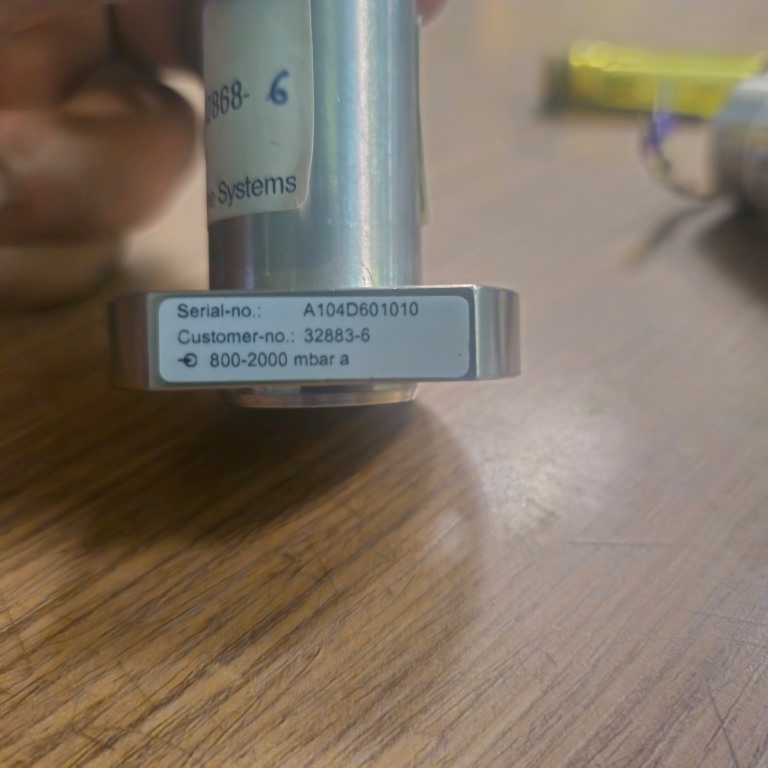 868- 6
Systems
Serial-no.: A104D601010
Customer-no.: 32883-6
800-2000 mbar a